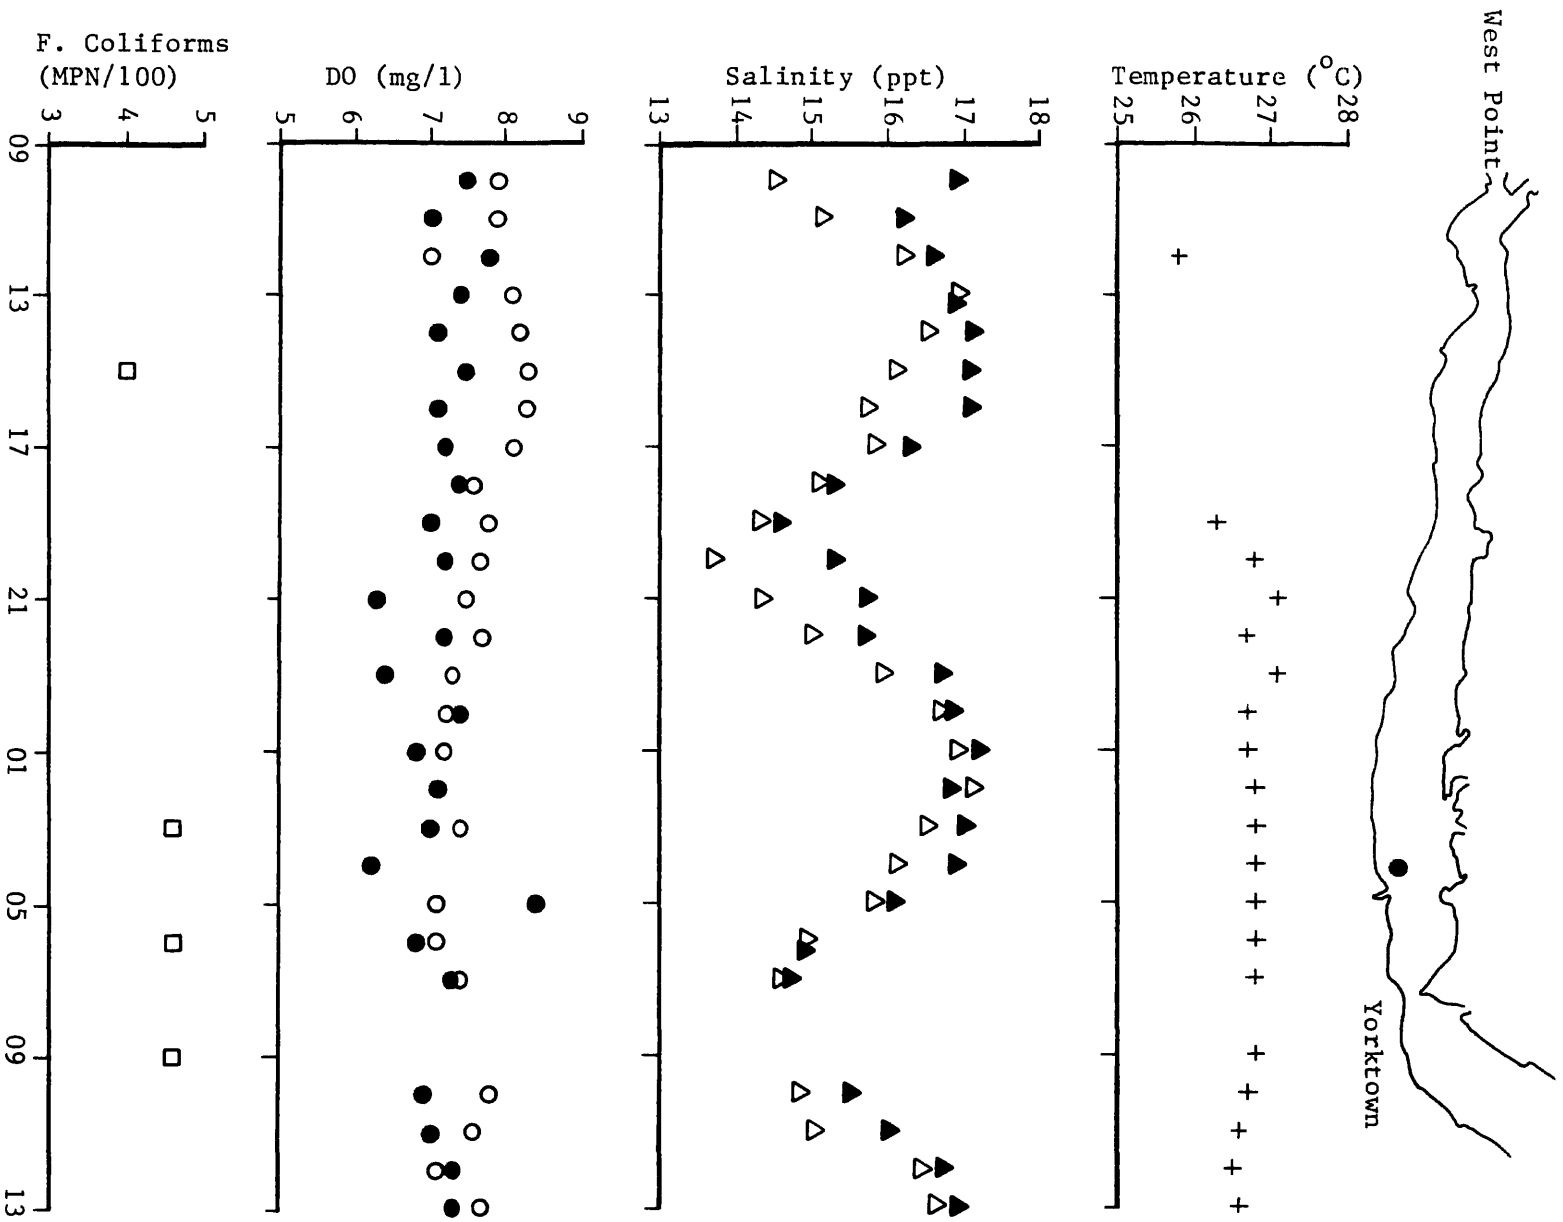 West Point
Yorktown
Temperature (°C)
25 26 27 28
Salinity (ppt)
13 14 15 16 17 18
DO (mg/l)
5 6 7 8 9
F. Coliforms
(MPN/100)
3 4 5
09 13 17 21 01 05 09 13